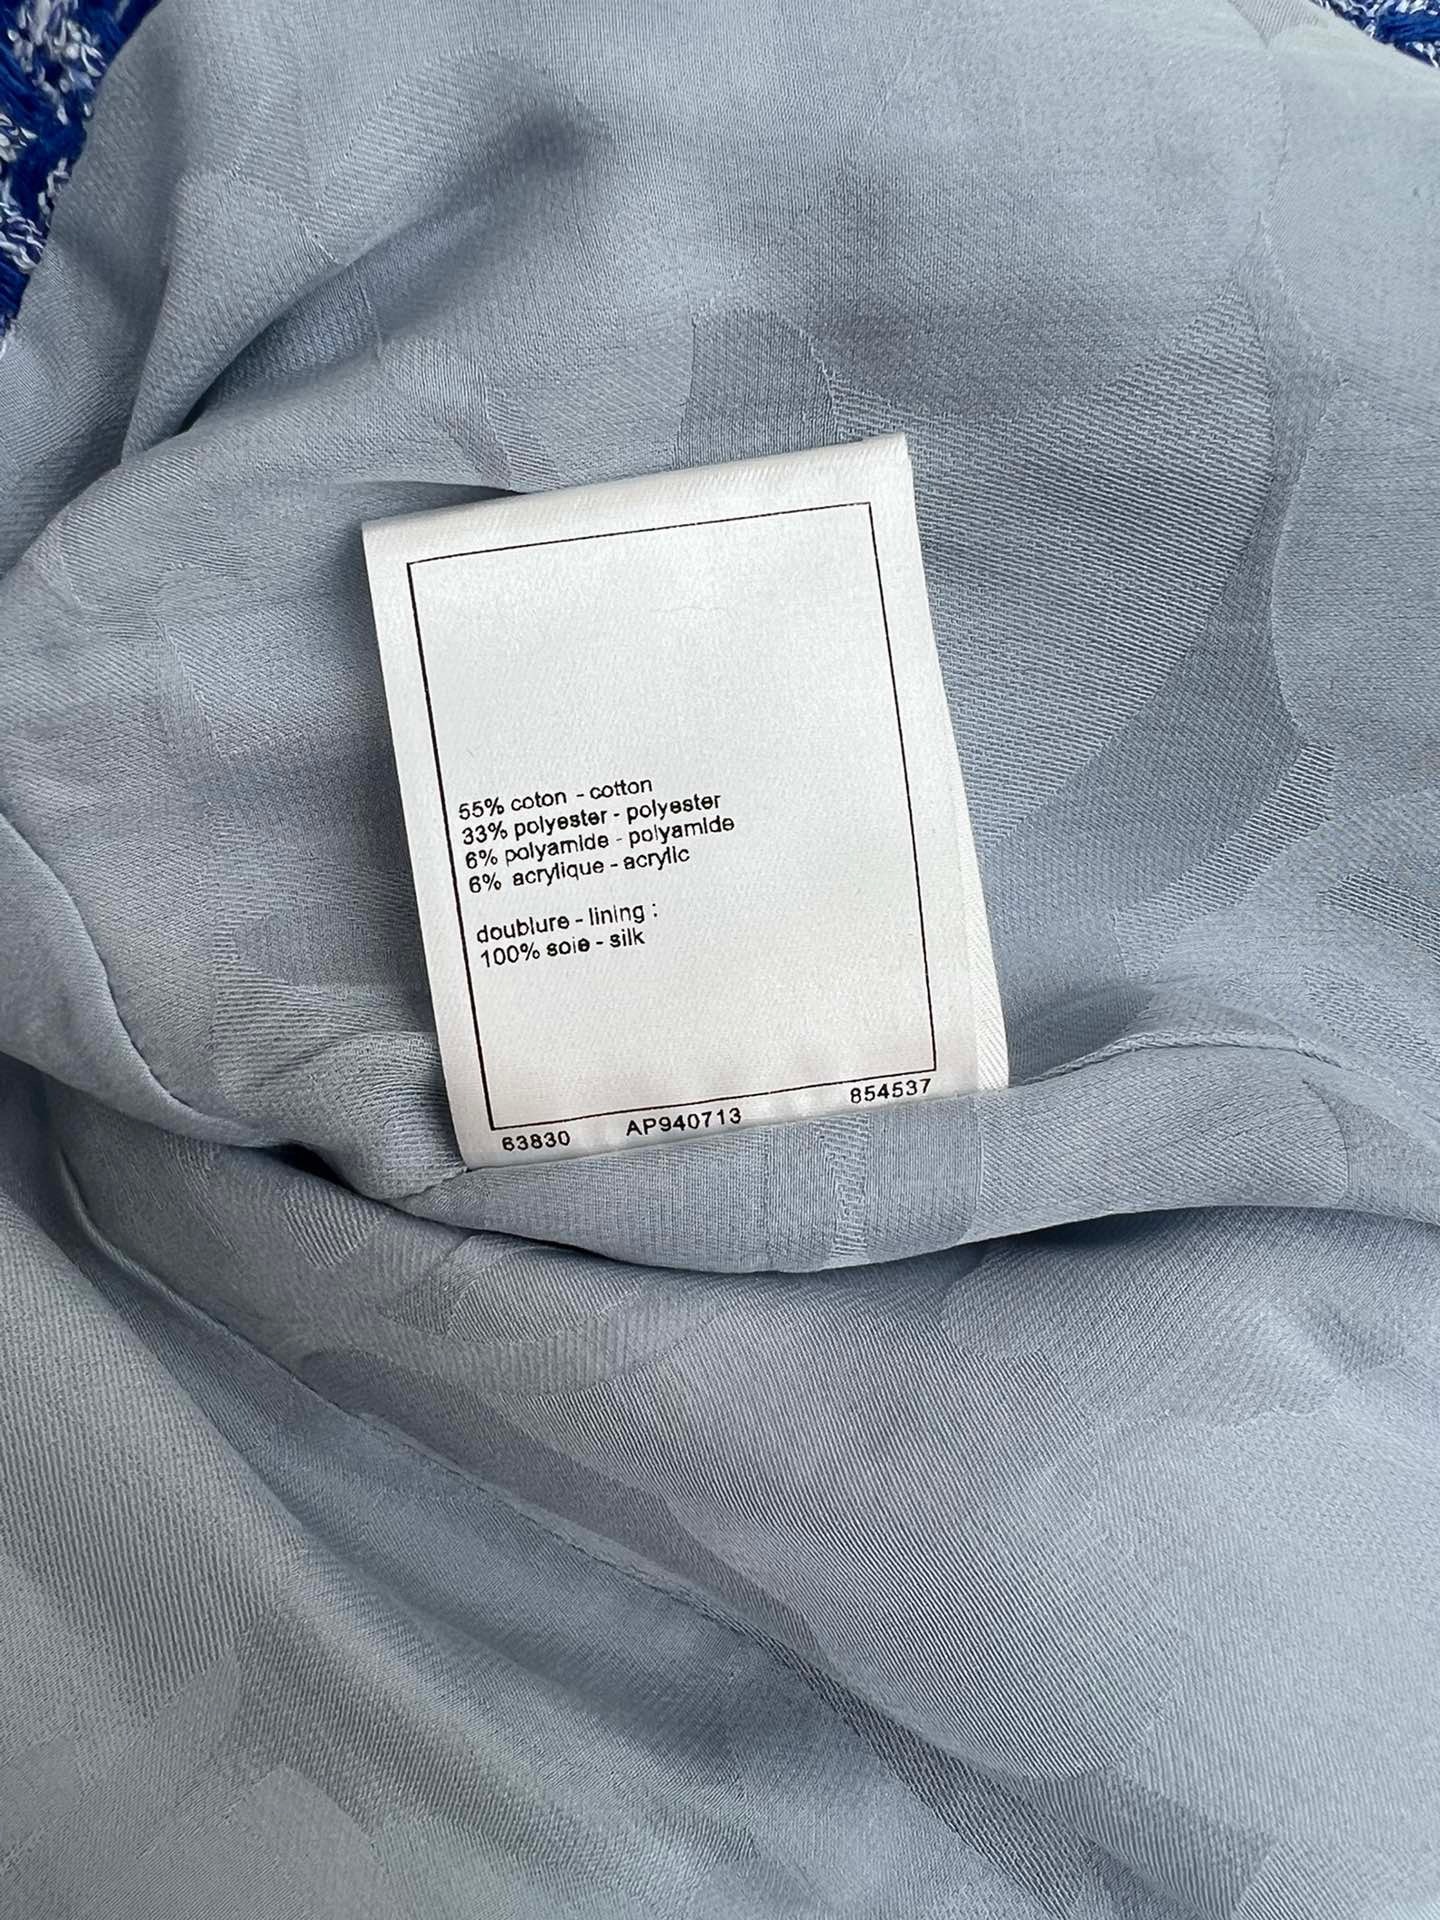 55% coton - cotton
33% polyester - polyester
6% polyamide - polyamide
6% acrylique - acrylic
doublure - lining :
100% soie - silk
63830 AP940713 854537